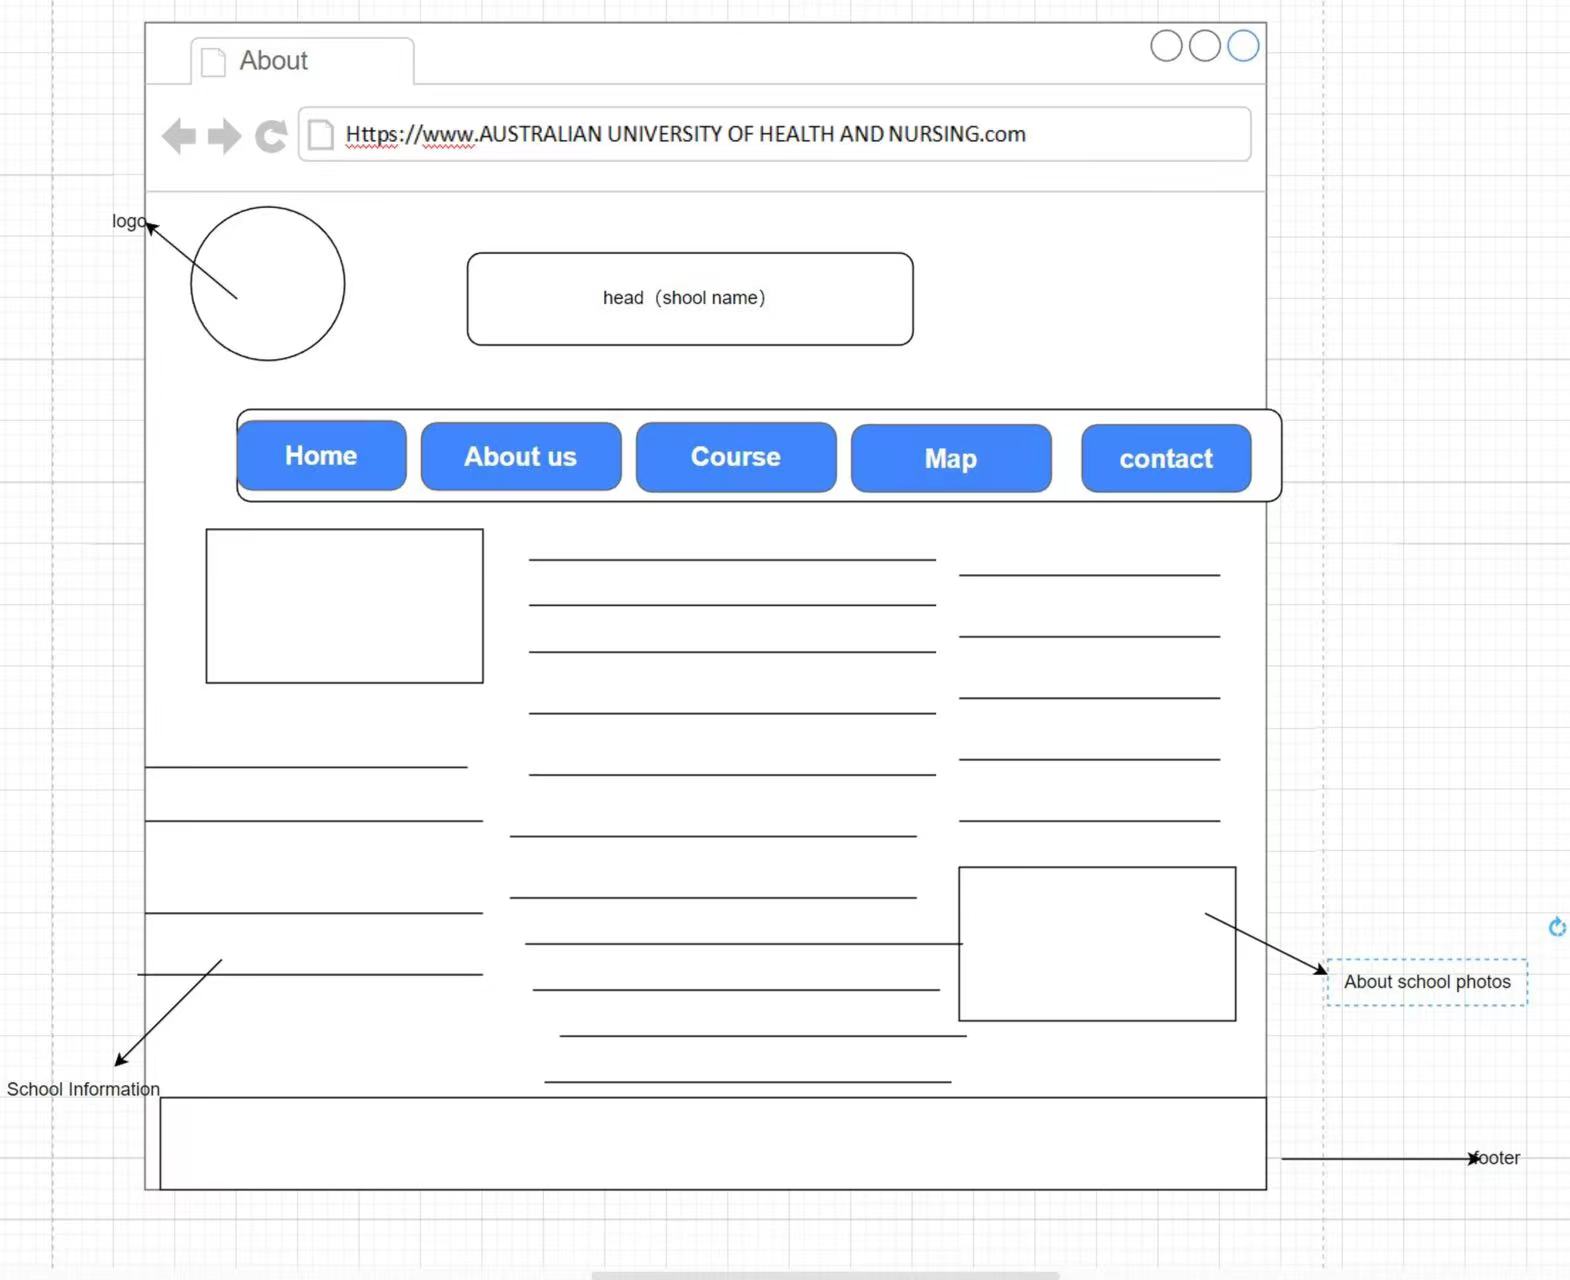 About
Https://www.AUSTRALIAN UNIVERSITY OF HEALTH AND NURSING.com
logo
head（shool name）
Home
About us
Course
Map
contact
About school photos
School Information
footer